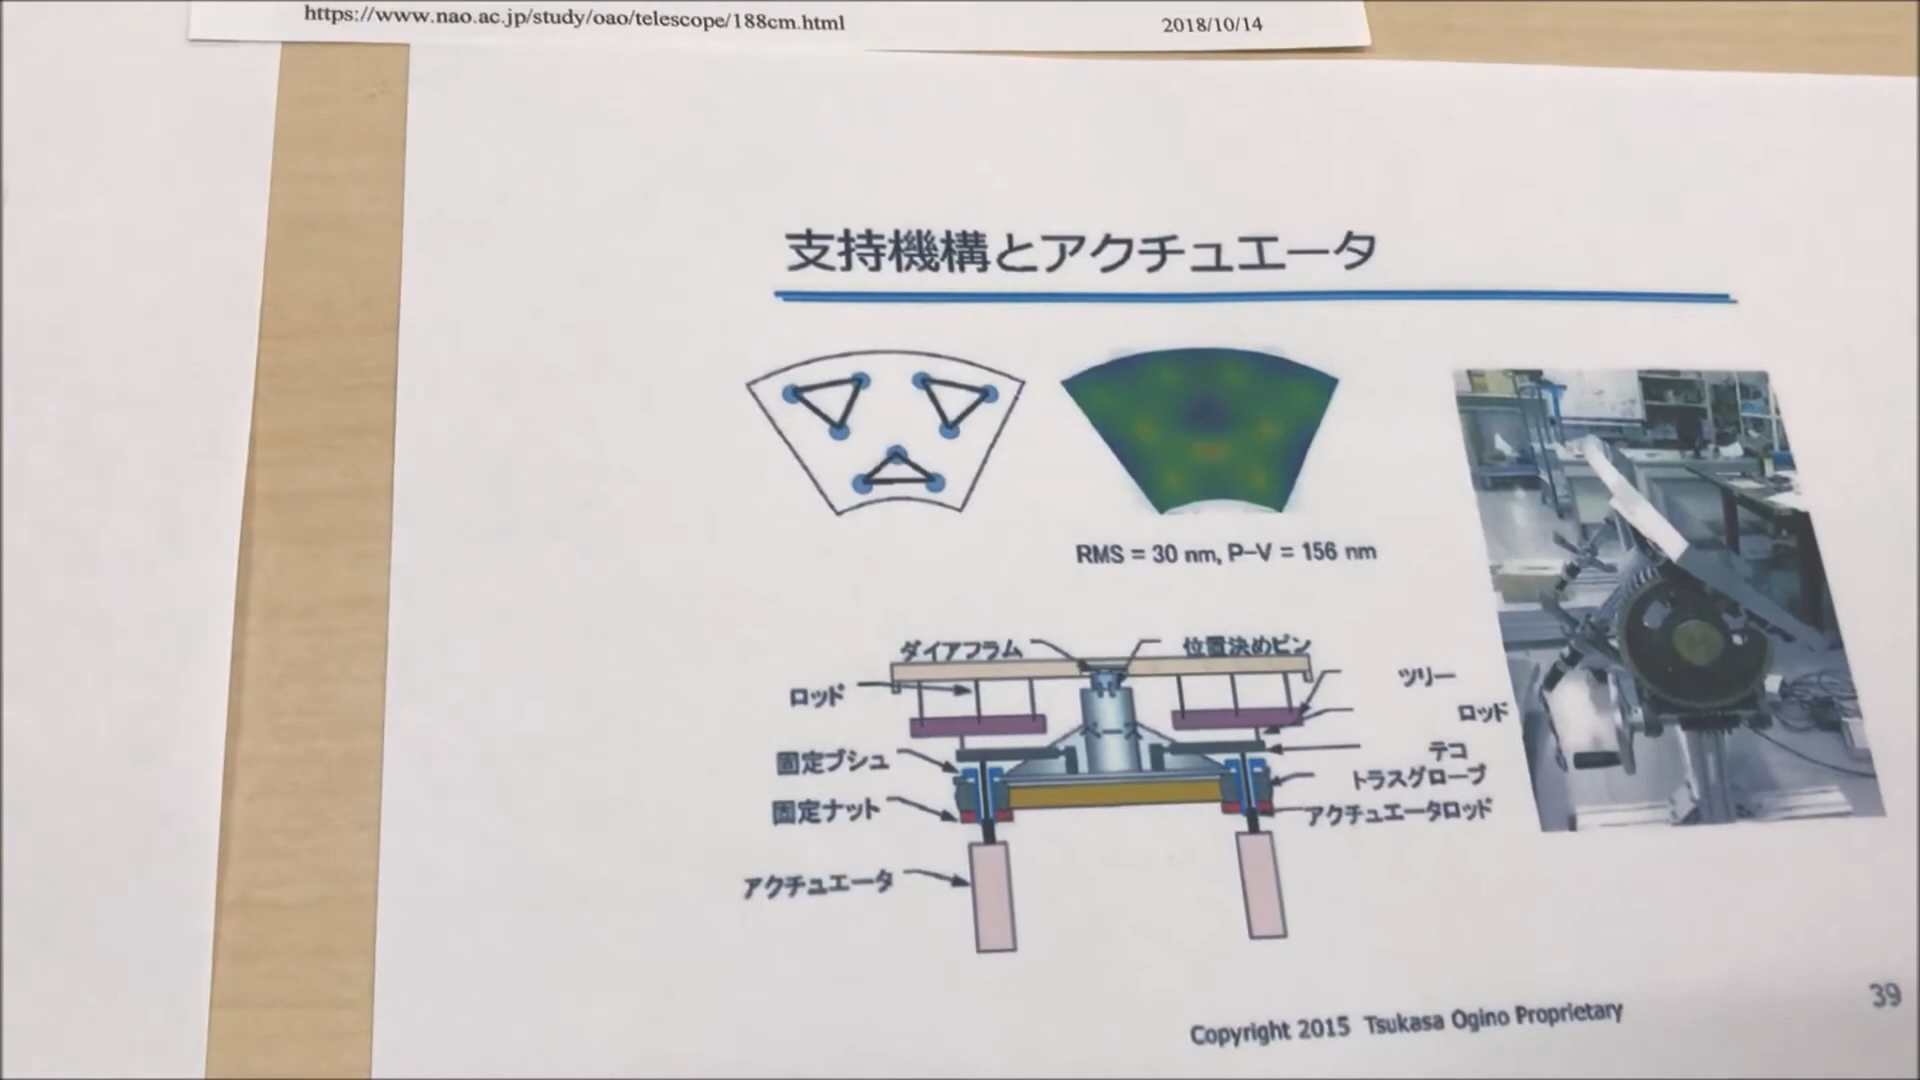 https://www.nao.ac.jp/study/oao/telescope/188cm.html
2018/10/14
支持機構とアクチュエータ
RMS = 30 nm, P–V = 156 nm
ダイアフラム
位置決めピン
ロッド
ツリー
ロッド
固定ブシュ
テコ
トラスグローブ
固定ナット
アクチュエータロッド
アクチュエータ
39
Copyright 2015 Tsukasa Ogino Proprietary